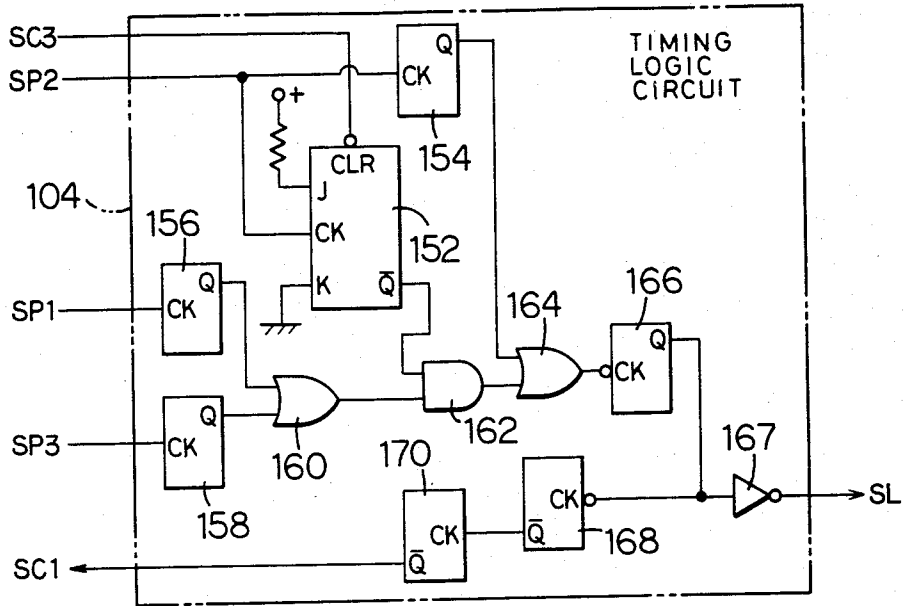 SC3
SP2
Q
CK
154
TIMING
LOGIC
CIRCUIT
+
CLR
J
CK
K
Q̅
152
104
156
Q
CK
SP1
164
166
Q
CK
162
160
SP3
Q
CK
158
170
CK
Q̅
CK
Q̅
168
167
SL
SC1